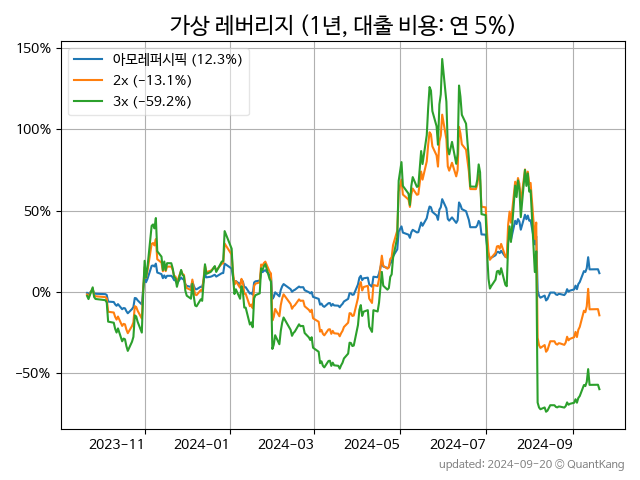 가상 레버리지 (1년, 대출 비용: 연 5%)
아모레퍼시픽 (12.3%)
2x (−13.1%)
3x (−59.2%)
150%
100%
50%
0%
−50%
2023-11 2024-01 2024-03 2024-05 2024-07 2024-09
updated: 2024-09-20 © QuantKang